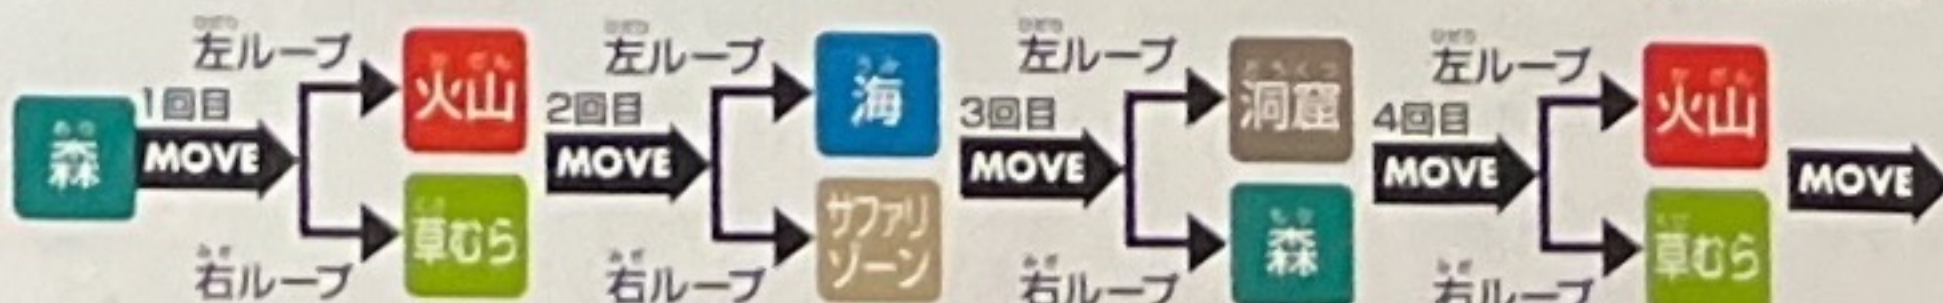 森
1回目
MOVE
左ループ
火山
右ループ
草むら
2回目
MOVE
左ループ
海
右ループ
サファリ
ゾーン
3回目
MOVE
左ループ
洞窟
右ループ
森
4回目
MOVE
左ループ
火山
右ループ
草むら
MOVE